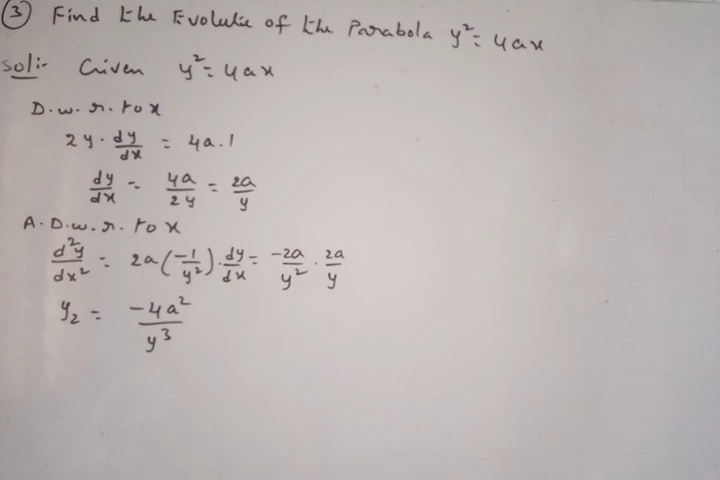 (3) Find the Evolute of the Parabola y² = 4ax
Sol:- Given y² = 4ax
D.w.r.to x
2y · dy/dx = 4a.1
dy/dx = 4a/2y = 2a/y
A.D.w.r.to x
d²y/dx² = 2a(-1/y²) · dy/dx = -2a/y² · 2a/y
y₂ = -4a²/y³